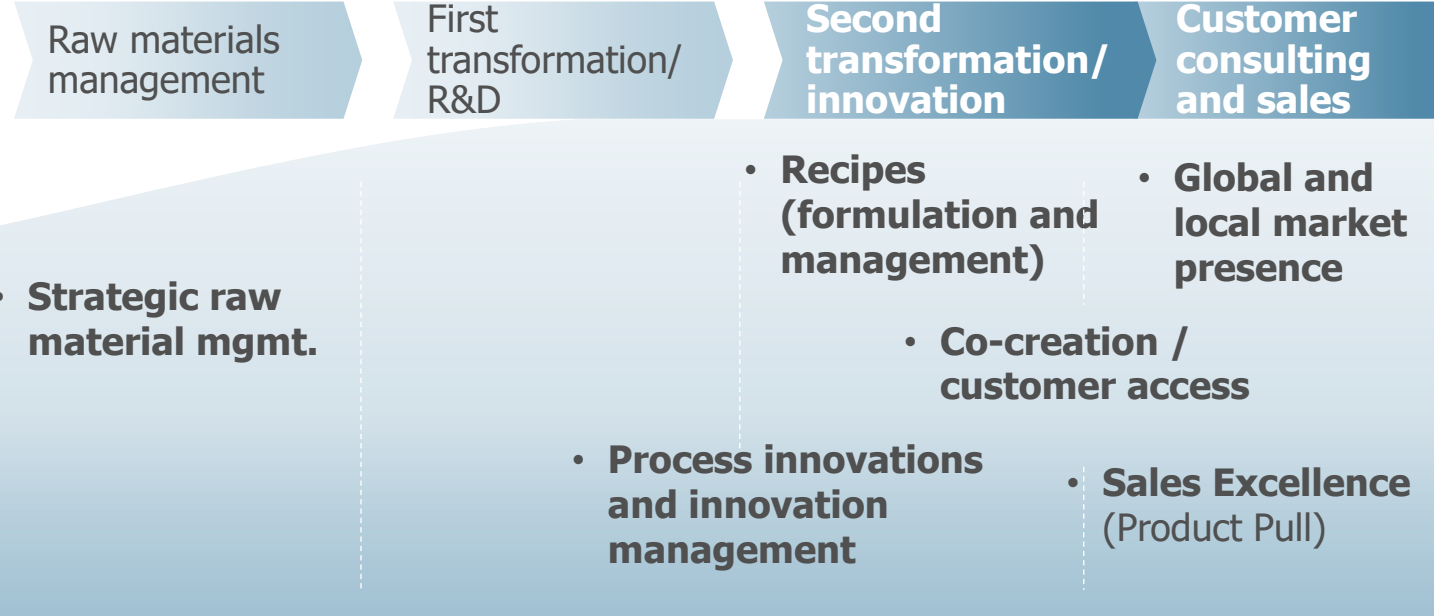 Raw materials
management
First
transformation/
R&D
Second
transformation/
innovation
Customer
consulting
and sales
• Recipes
(formulation and
management)
• Global and
local market
presence
• Strategic raw
material mgmt.
• Co-creation /
customer access
• Process innovations
and innovation
management
• Sales Excellence
(Product Pull)